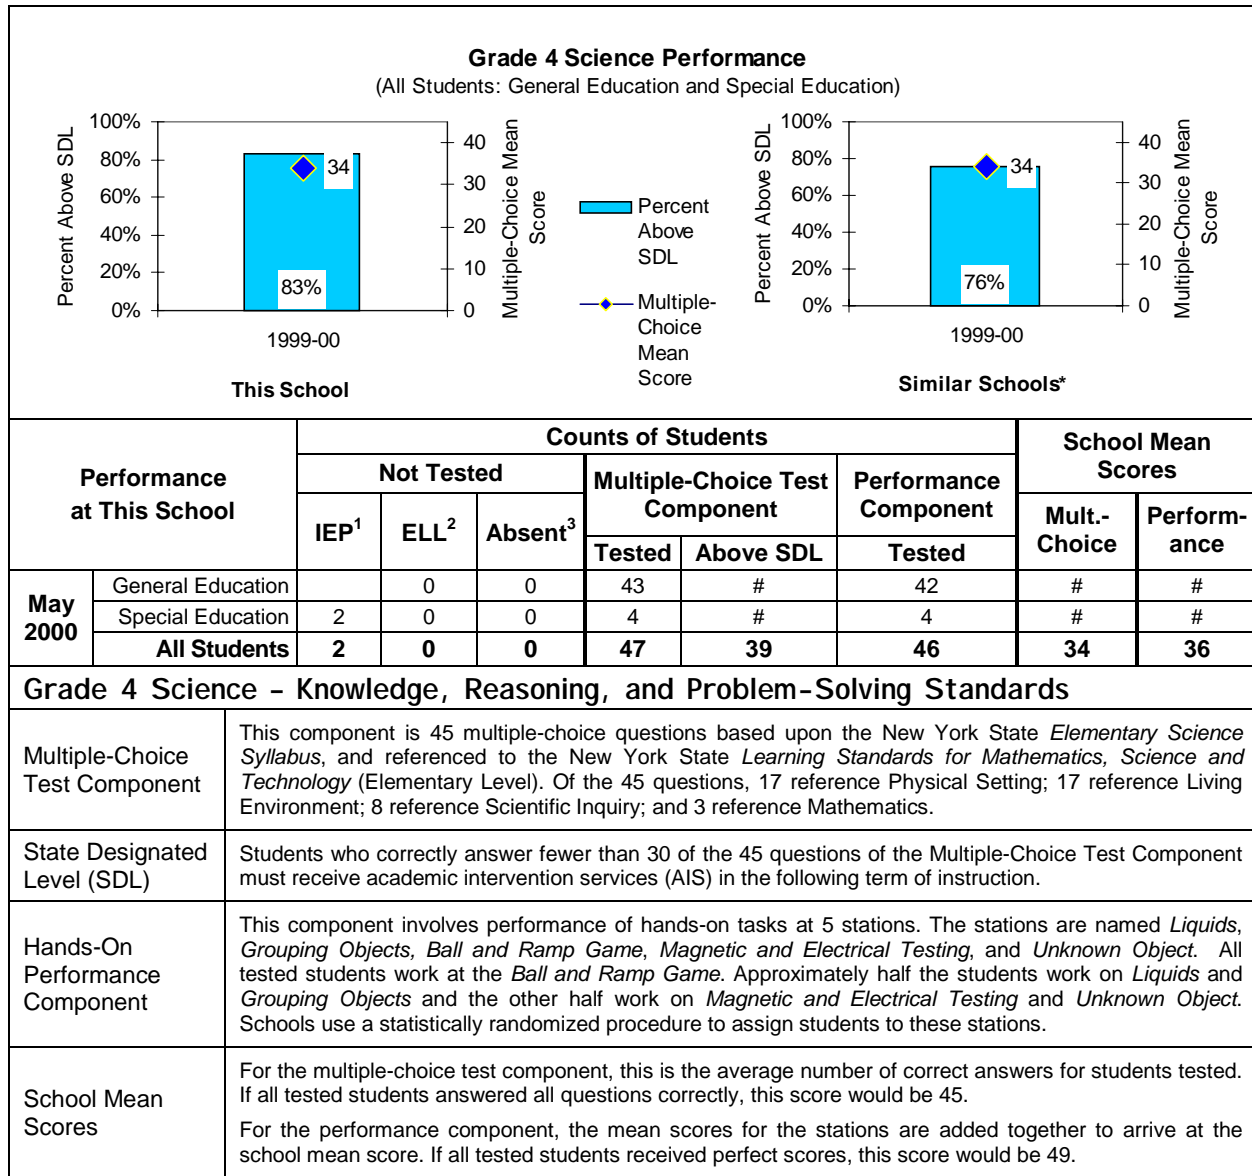 Grade 4 Science Performance
(All Students: General Education and Special Education)
Percent Above SDL
100%
80%
60%
40%
20%
0%
34
83%
40
30
20
10
0
Multiple-Choice Mean Score
1999-00
This School
Percent Above SDL
Multiple-Choice Mean Score
Percent Above SDL
100%
80%
60%
40%
20%
0%
34
76%
40
30
20
10
0
Multiple-Choice Mean Score
1999-00
Similar Schools*
Performance at This School
Counts of Students
School Mean Scores
Not Tested
Multiple-Choice Test Component
Performance Component
Mult.-Choice
Perform-ance
IEP1 ELL2 Absent3
Tested Above SDL Tested
May 2000
General Education 0 0 43 # 42 # #
Special Education 2 0 0 4 # 4 # #
All Students 2 0 0 47 39 46 34 36
Grade 4 Science – Knowledge, Reasoning, and Problem-Solving Standards
Multiple-Choice
Test Component
This component is 45 multiple-choice questions based upon the New York State Elementary Science
Syllabus, and referenced to the New York State Learning Standards for Mathematics, Science and
Technology (Elementary Level). Of the 45 questions, 17 reference Physical Setting; 17 reference Living
Environment; 8 reference Scientific Inquiry; and 3 reference Mathematics.
State Designated
Level (SDL)
Students who correctly answer fewer than 30 of the 45 questions of the Multiple-Choice Test Component
must receive academic intervention services (AIS) in the following term of instruction.
Hands-On
Performance
Component
This component involves performance of hands-on tasks at 5 stations. The stations are named Liquids,
Grouping Objects, Ball and Ramp Game, Magnetic and Electrical Testing, and Unknown Object. All
tested students work at the Ball and Ramp Game. Approximately half the students work on Liquids and
Grouping Objects and the other half work on Magnetic and Electrical Testing and Unknown Object.
Schools use a statistically randomized procedure to assign students to these stations.
School Mean
Scores
For the multiple-choice test component, this is the average number of correct answers for students tested.
If all tested students answered all questions correctly, this score would be 45.
For the performance component, the mean scores for the stations are added together to arrive at the
school mean score. If all tested students received perfect scores, this score would be 49.